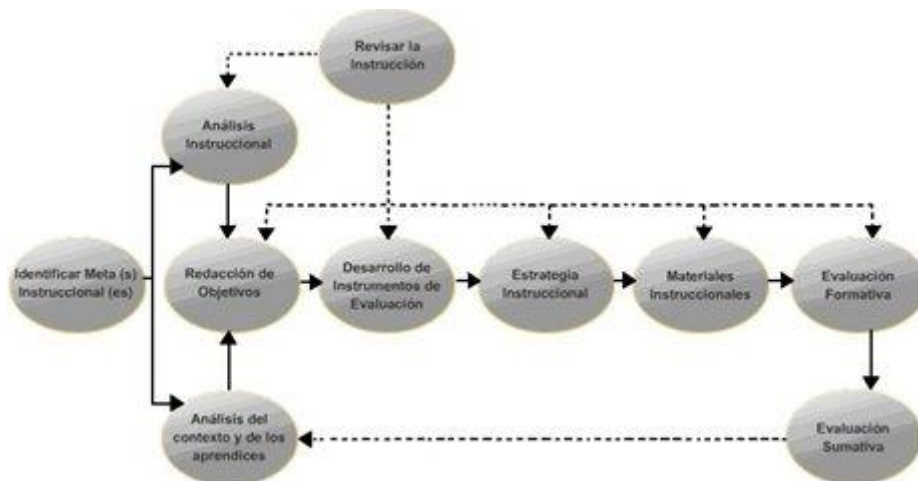 Revisar la
Instrucción
Análisis
Instruccional
Identificar Meta (s)
Instruccional (es)
Redacción de
Objetivos
Desarrollo de
Instrumentos de
Evaluación
Estrategia
Instruccional
Materiales
Instruccionales
Evaluación
Formativa
Análisis del
contexto y de los
aprendices
Evaluación
Sumativa